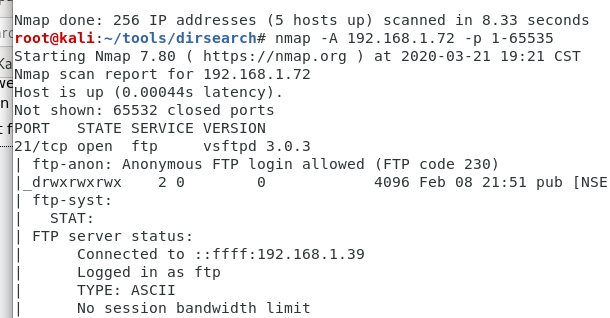 Nmap done: 256 IP addresses (5 hosts up) scanned in 8.33 seconds
root@kali:~/tools/dirsearch# nmap -A 192.168.1.72 -p 1-65535
Starting Nmap 7.80 ( https://nmap.org ) at 2020-03-21 19:21 CST
Nmap scan report for 192.168.1.72
Host is up (0.00044s latency).
Not shown: 65532 closed ports
PORT   STATE SERVICE VERSION
21/tcp open  ftp     vsftpd 3.0.3
| ftp-anon: Anonymous FTP login allowed (FTP code 230)
|_drwxrwxrwx    2 0        0            4096 Feb 08 21:51 pub [NSE
| ftp-syst:
|   STAT:
| FTP server status:
|      Connected to ::ffff:192.168.1.39
|      Logged in as ftp
|      TYPE: ASCII
|      No session bandwidth limit